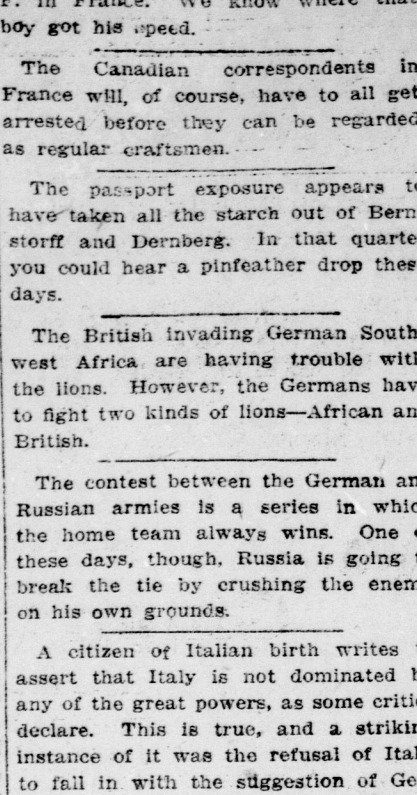 boy got his speed.
The Canadian correspondents in
France will, of course, have to all get
arrested before they can be regarded
as regular craftsmen.
The passport exposure appears t
have taken all the starch out of Bern
storff and Dernberg. In that quarte
you could hear a pinfeather drop thes
days.
The British invading German South
west Africa are having trouble witl
the lions. However, the Germans hav
to fight two kinds of lions—African an
British.
The contest between the German an
Russian armies is a series in whic
the home team always wins. One
these days, though, Russia is going
break the tie by crushing the enem
on his own grounds.
A citizen of Italian birth writes
assert that Italy is not dominated
any of the great powers, as some criti
declare. This is true, and a strikin
instance of it was the refusal of Ital
to fall in with the suggestion of Ge